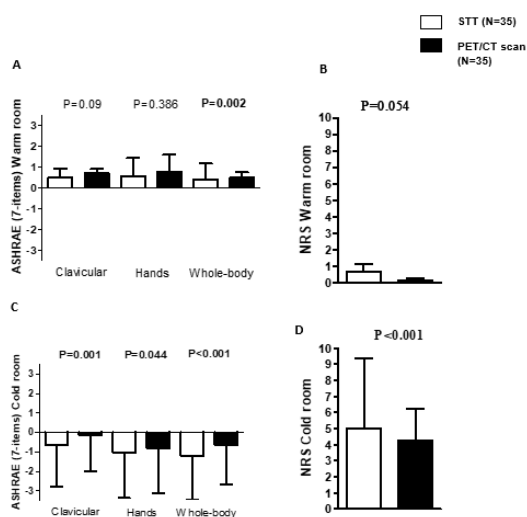 STT (N=35)
PET/CT scan
(N=35)
A
P=0.09 P=0.386 P=0.002
ASHRAE (7-items) Warm room
3
2
1
0
-1
-2
-3
Clavicular Hands Whole-body
B
P=0.054
NRS Warm room
10
9
8
7
6
5
4
3
2
1
0
C
P=0.001 P=0.044 P<0.001
ASHRAE (7-items) Cold room
3
2
1
0
-1
-2
-3
Clavicular Hands Whole-body
D
P<0.001
NRS Cold room
10
9
8
7
6
5
4
3
2
1
0